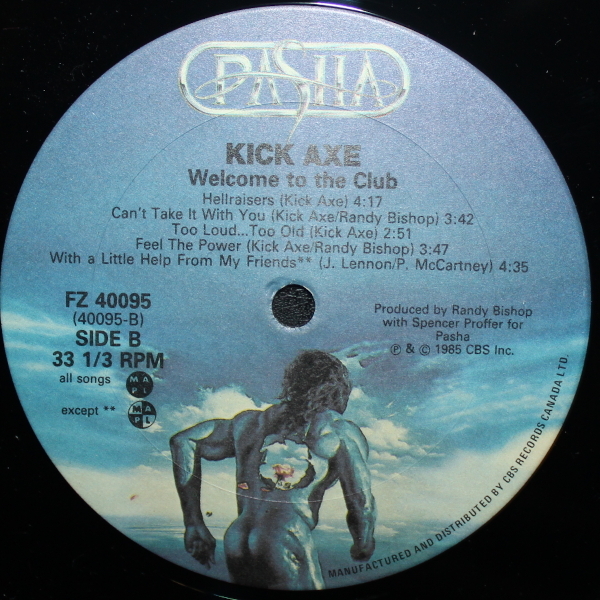 PASHA
KICK AXE
Welcome to the Club
Hellraisers (Kick Axe) 4:17
Can't Take It With You (Kick Axe/Randy Bishop) 3:42
Too Loud...Too Old (Kick Axe) 2:51
Feel The Power (Kick Axe/Randy Bishop) 3:47
With a Little Help From My Friends** (J. Lennon/P. McCartney) 4:35
FZ 40095
(40095-B)
SIDE B
33 1/3 RPM
all songs MAPL
except ** MAPL
Produced by Randy Bishop
with Spencer Proffer for
Pasha
℗ & © 1985 CBS Inc.
MANUFACTURED AND DISTRIBUTED BY CBS RECORDS CANADA LTD.